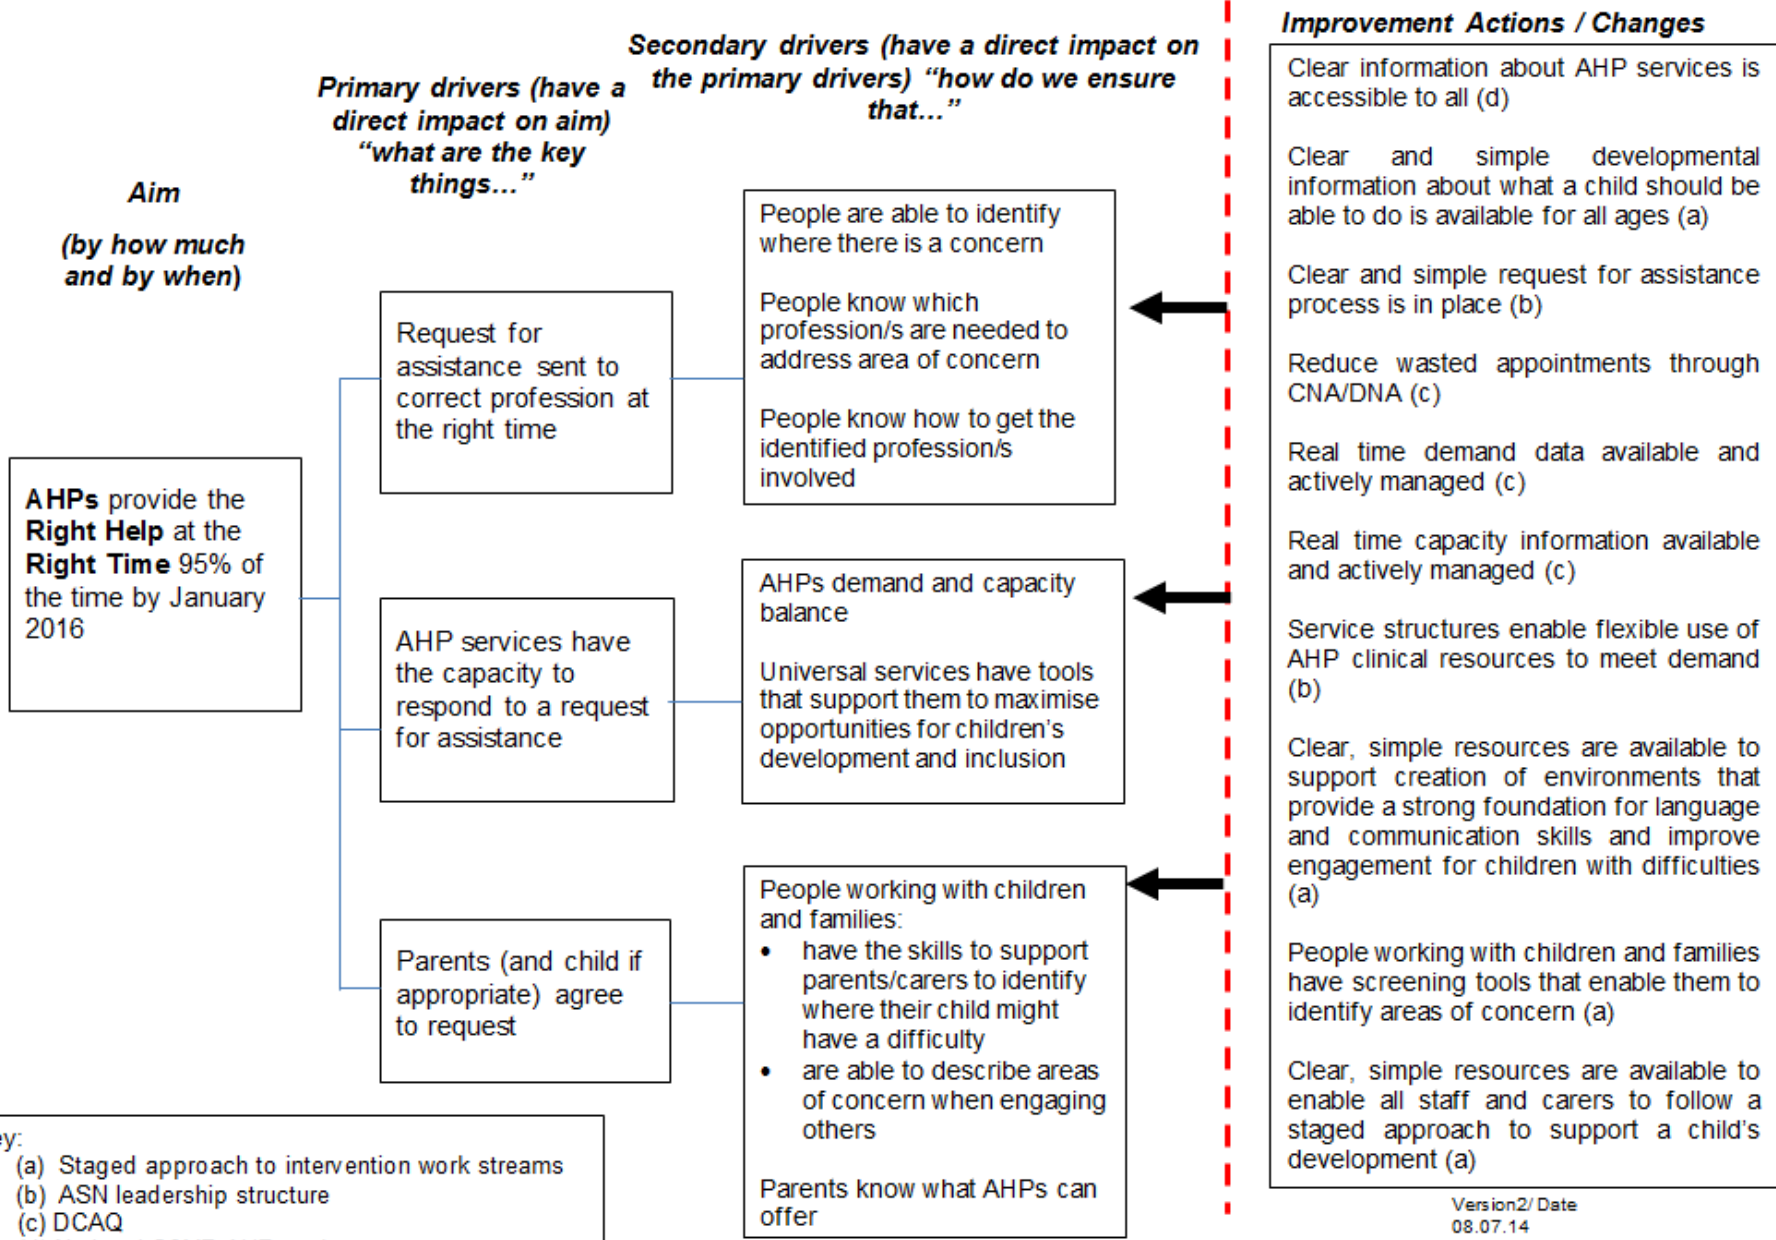 Aim
(by how much
and by when)
AHPs provide the
Right Help at the
Right Time 95% of
the time by January
2016
Primary drivers (have a
direct impact on aim)
“what are the key
things…”
Request for
assistance sent to
correct profession at
the right time
AHP services have
the capacity to
respond to a request
for assistance
Parents (and child if
appropriate) agree
to request
Secondary drivers (have a direct impact on
the primary drivers) “how do we ensure
that…”
People are able to identify
where there is a concern
People know which
profession/s are needed to
address area of concern
People know how to get the
identified profession/s
involved
AHPs demand and capacity
balance
Universal services have tools
that support them to maximise
opportunities for children’s
development and inclusion
People working with children
and families:
• have the skills to support
parents/carers to identify
where their child might
have a difficulty
• are able to describe areas
of concern when engaging
others
Parents know what AHPs can
offer
Improvement Actions / Changes
Clear information about AHP services is
accessible to all (d)
Clear and simple developmental
information about what a child should be
able to do is available for all ages (a)
Clear and simple request for assistance
process is in place (b)
Reduce wasted appointments through
CNA/DNA (c)
Real time demand data available and
actively managed (c)
Real time capacity information available
and actively managed (c)
Service structures enable flexible use of
AHP clinical resources to meet demand
(b)
Clear, simple resources are available to
support creation of environments that
provide a strong foundation for language
and communication skills and improve
engagement for children with difficulties
(a)
People working with children and families
have screening tools that enable them to
identify areas of concern (a)
Clear, simple resources are available to
enable all staff and carers to follow a
staged approach to support a child’s
development (a)
ey:
(a) Staged approach to intervention work streams
(b) ASN leadership structure
(c) DCAQ
Version2/ Date
08.07.14